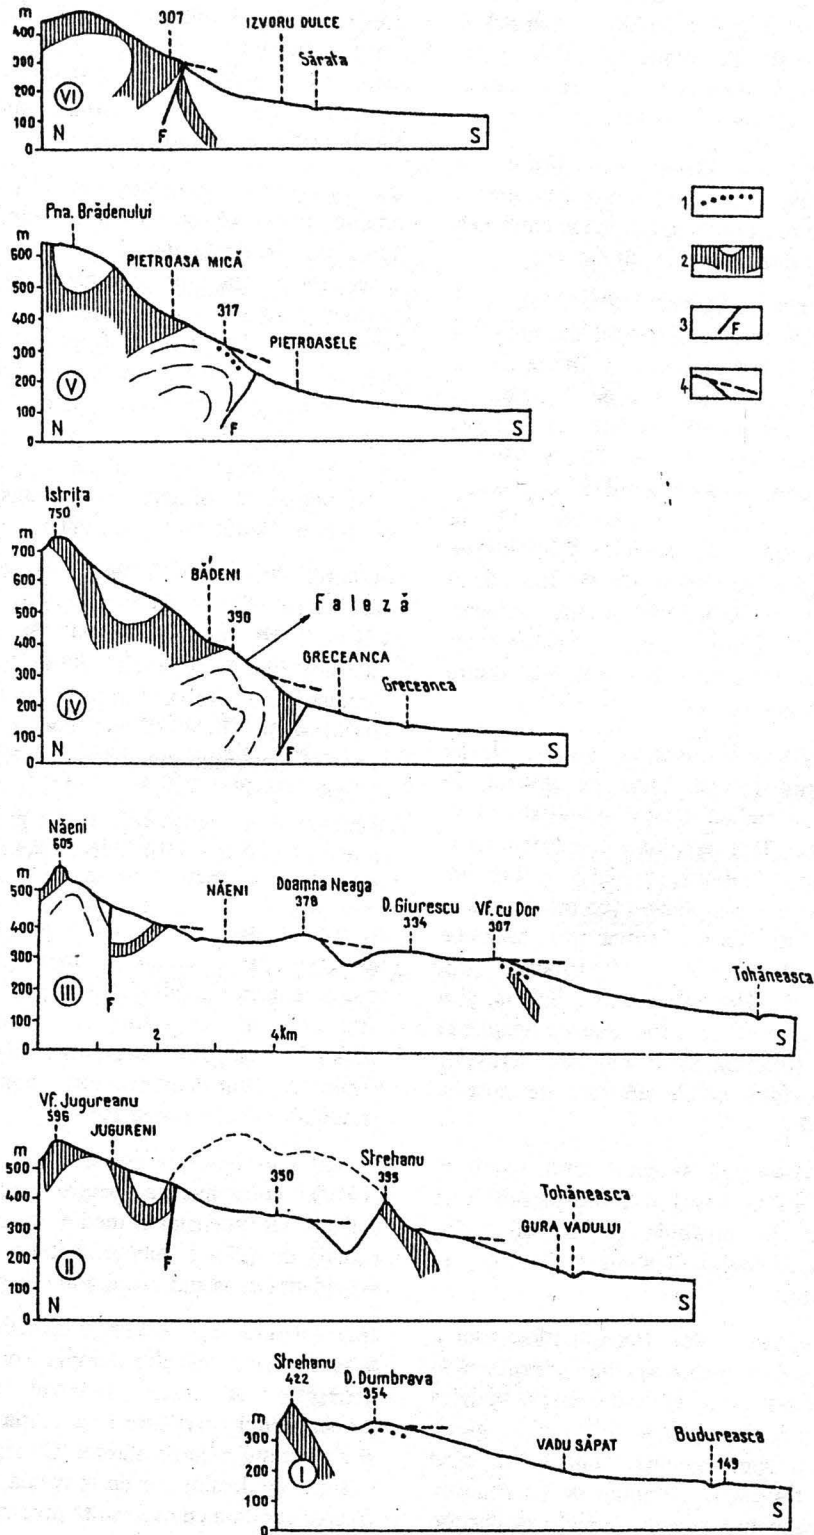 m
400
300
200
100
0
307
IZVORU DULCE
Sărata
VI
F
N
S
Pna. Brădenului
m
600
500
400
300
200
100
0
PIETROASA MICĂ
317
PIETROASELE
V
F
N
S
1
2
3
F
4
Istrița
750
m
700
600
500
400
300
200
100
0
BĂDENI
390
Faleză
GRECEANCA
Greceanca
IV
F
N
S
Năeni
605
500
400
300
200
100
0
NĂENI
Doamna Neaga
378
D. Giurescu
334
Vf. cu Dor
307
Tohăneasca
III
F
2
4km
S
Vf. Jugureanu
596
m
500
400
300
200
100
0
JUGURENI
350
Strehanu
395
Tohăneasca
GURA VADULUI
II
F
N
S
Strehanu
422
m
300
200
100
0
D. Dumbrava
354
VADU SĂPAT
Budureasca
149
I
S